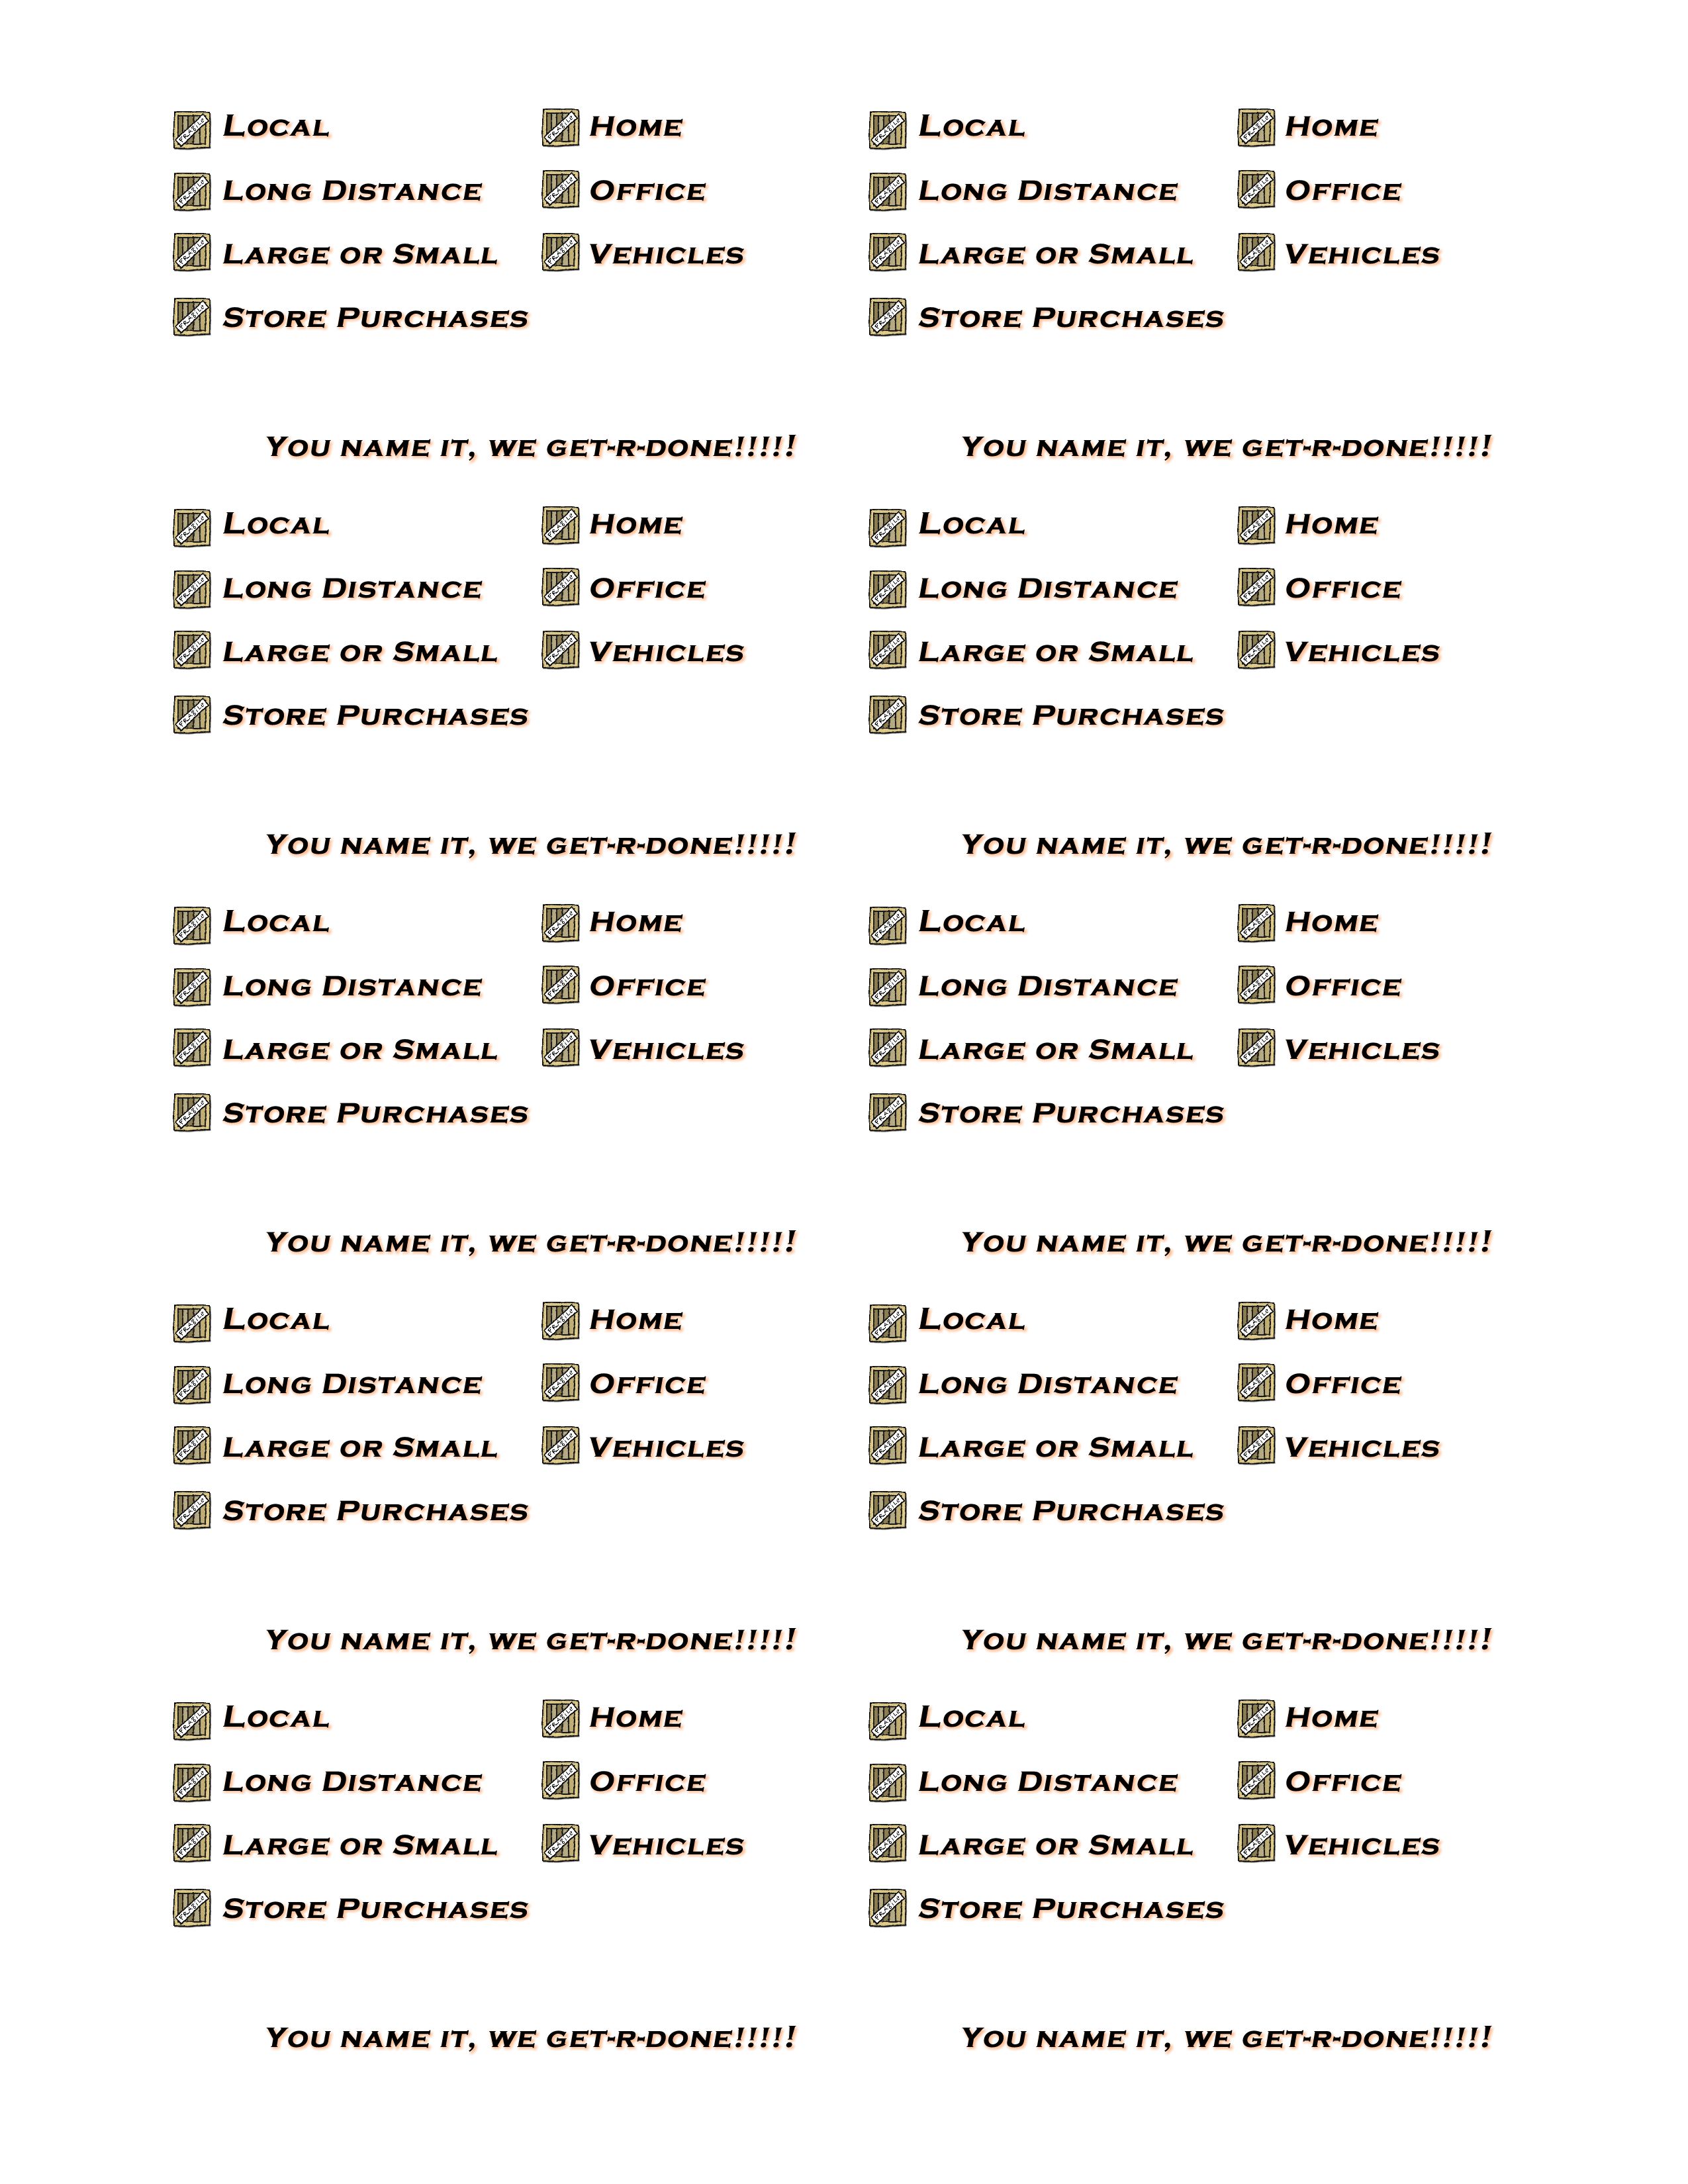 Local Home Local Home
Long Distance Office Long Distance Office
Large or Small Vehicles Large or Small Vehicles
Store Purchases Store Purchases
You name it, we get-r-done!!!!! You name it, we get-r-done!!!!!
Local Home Local Home
Long Distance Office Long Distance Office
Large or Small Vehicles Large or Small Vehicles
Store Purchases Store Purchases
You name it, we get-r-done!!!!! You name it, we get-r-done!!!!!
Local Home Local Home
Long Distance Office Long Distance Office
Large or Small Vehicles Large or Small Vehicles
Store Purchases Store Purchases
You name it, we get-r-done!!!!! You name it, we get-r-done!!!!!
Local Home Local Home
Long Distance Office Long Distance Office
Large or Small Vehicles Large or Small Vehicles
Store Purchases Store Purchases
You name it, we get-r-done!!!!! You name it, we get-r-done!!!!!
Local Home Local Home
Long Distance Office Long Distance Office
Large or Small Vehicles Large or Small Vehicles
Store Purchases Store Purchases
You name it, we get-r-done!!!!! You name it, we get-r-done!!!!!